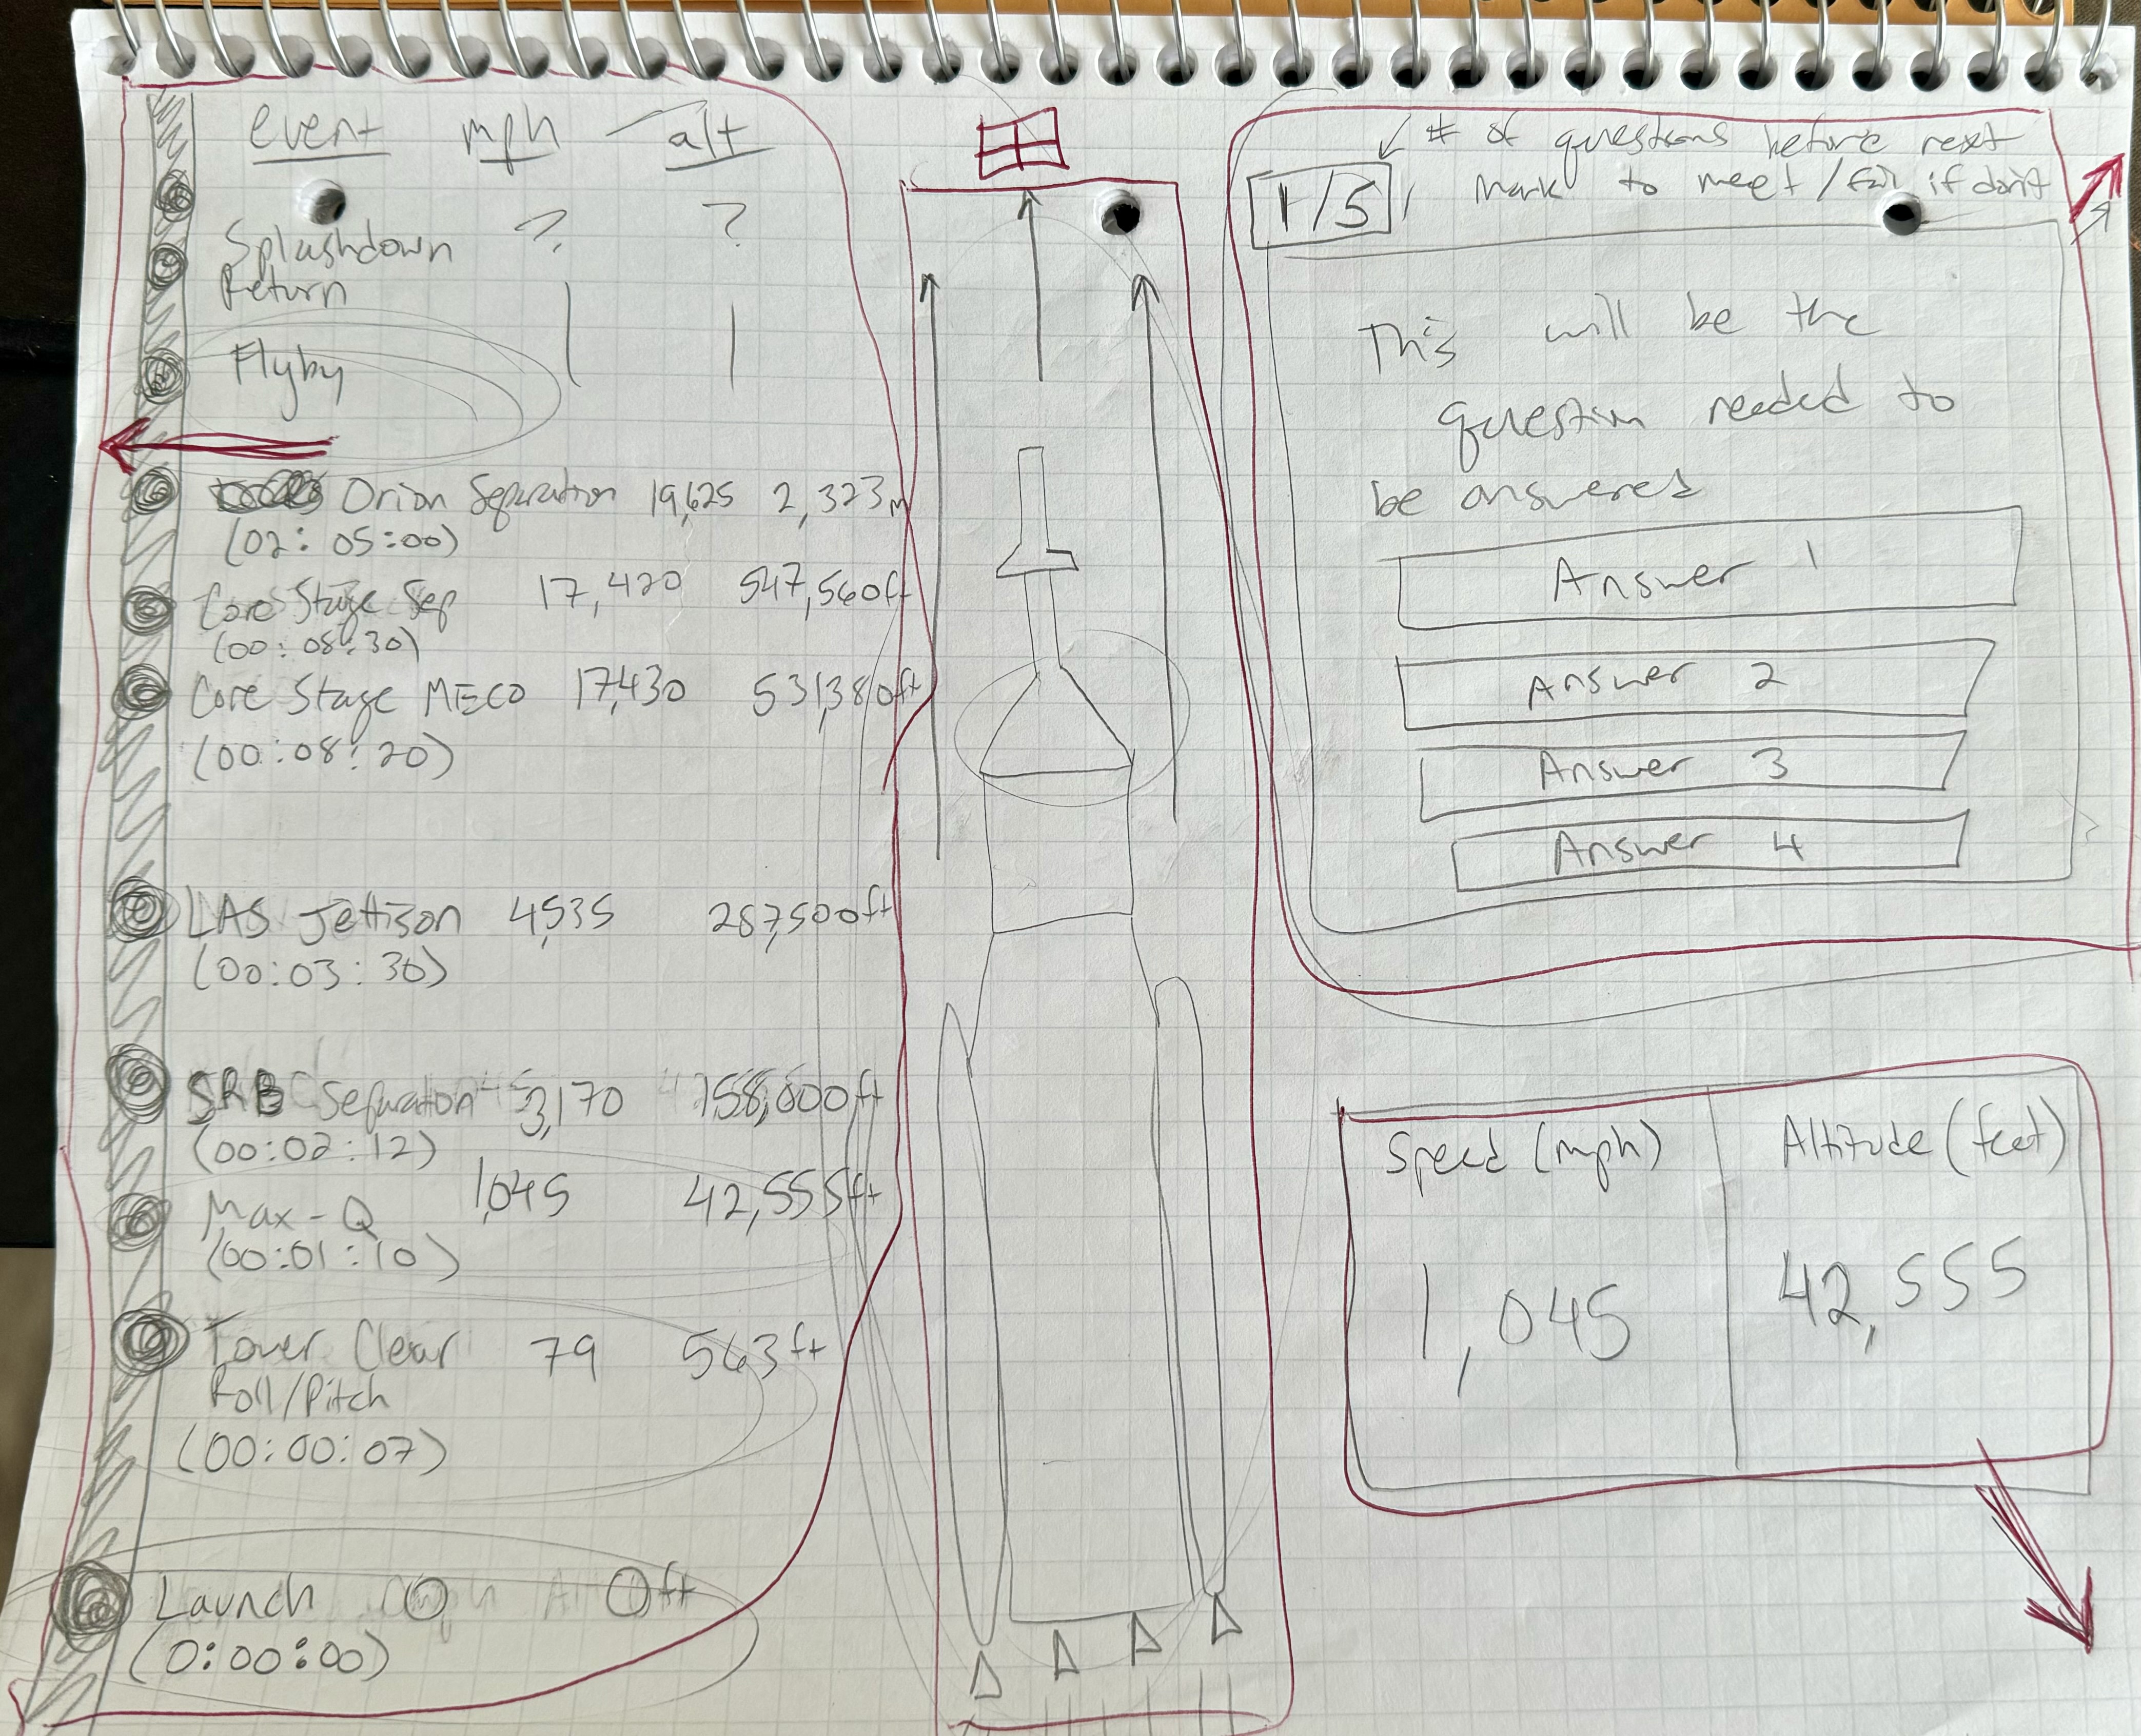 event mph alt
Splashdown ? ?
Return
Flyby
Orion Separation 19,625 2,323m
(02:05:00)
Core Stage Sep 17,420 547,560ft
(00:08:30)
Core Stage MECO 17,430 531,380ft
(00:08:20)
LAS Jettison 4,535 287,500ft
(00:03:30)
SRB Separation 3,170 158,000ft
(00:02:12)
Max-Q 1,045 42,555ft
(00:01:10)
Tower Clear 79 563ft
Roll/Pitch
(00:00:07)
Launch 0 0ft
(0:00:00)
# of questions before next
1/5 mark to meet/fail if don't
This will be the
question needed to
be answered
Answer 1
Answer 2
Answer 3
Answer 4
Speed (mph) Altitude (feet)
1,045 42,555